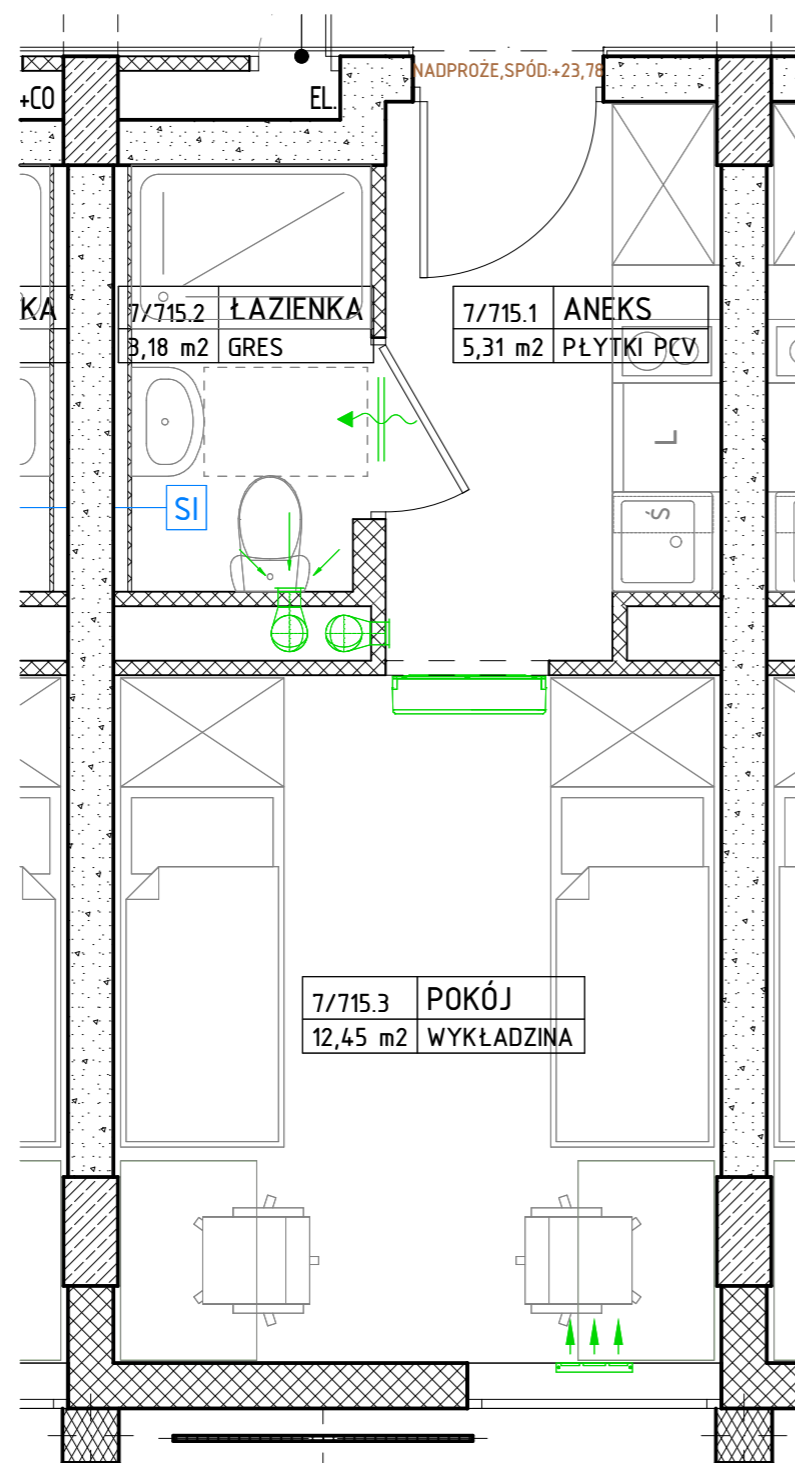 NADPROŻE,SPÓD:+23,78
+CO
EL.
KA
7/715.2 ŁAZIENKA
3,18 m2 GRES
7/715.1 ANEKS
5,31 m2 PŁYTKI PCV
L
Ś
SI
7/715.3 POKÓJ
12,45 m2 WYKŁADZINA